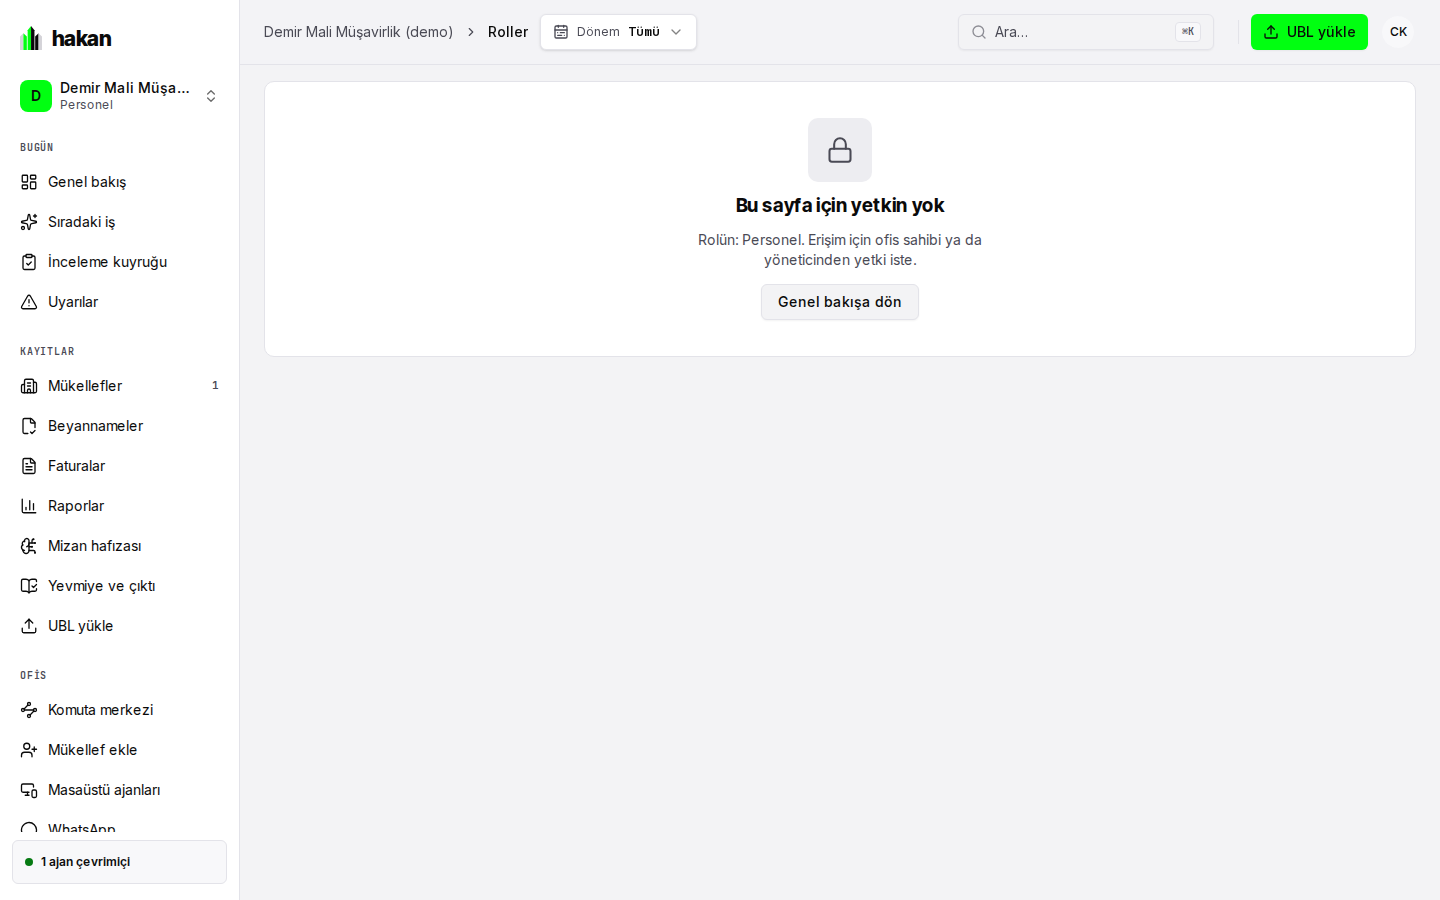 hakan
Demir Mali Müşavirlik (demo) > Roller
Dönem Tümü
Ara...
⌘K
UBL yükle
CK
D
Demir Mali Müşa...
Personel
BUGÜN
Genel bakış
Sıradaki iş
İnceleme kuyruğu
Uyarılar
KAYITLAR
Mükellefler 1
Beyannameler
Faturalar
Raporlar
Mizan hafızası
Yevmiye ve çıktı
UBL yükle
OFİS
Komuta merkezi
Mükellef ekle
Masaüstü ajanları
WhatsApp
1 ajan çevrimiçi
Bu sayfa için yetkin yok
Rolün: Personel. Erişim için ofis sahibi ya da
yöneticinden yetki iste.
Genel bakışa dön